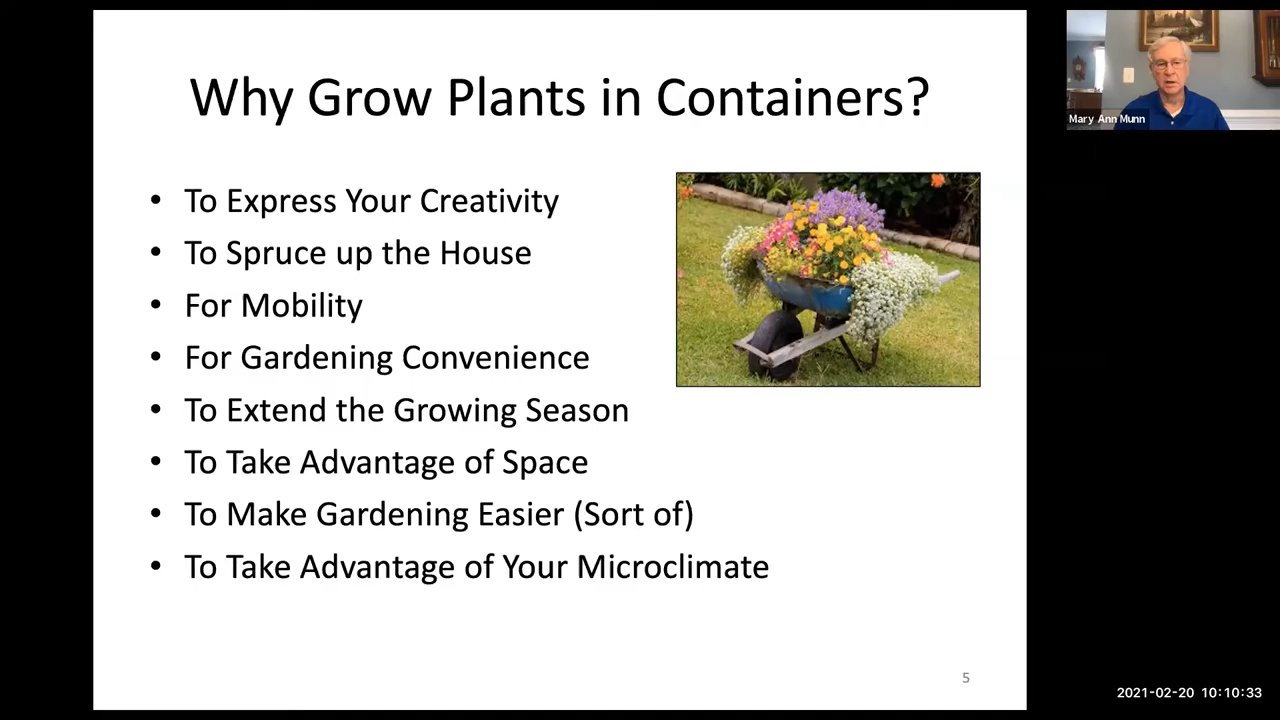 Why Grow Plants in Containers?
Mary Ann Munn
• To Express Your Creativity
• To Spruce up the House
• For Mobility
• For Gardening Convenience
• To Extend the Growing Season
• To Take Advantage of Space
• To Make Gardening Easier (Sort of)
• To Take Advantage of Your Microclimate
5
2021-02-20 10:10:33